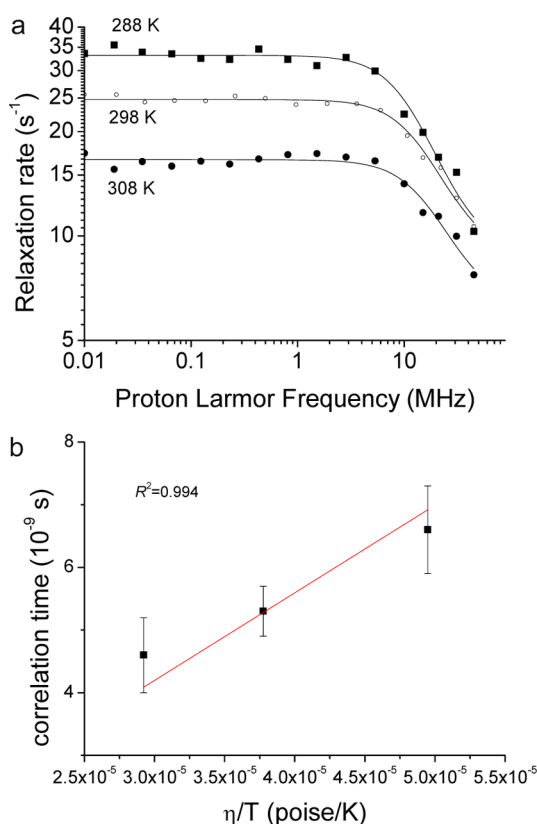 a
40
35
30
25
20
15
10
5
288 K
298 K
308 K
Relaxation rate (s⁻¹)
0.01 0.1 1 10
Proton Larmor Frequency (MHz)
b
8
6
4
R²=0.994
correlation time (10⁻⁹ s)
2.5x10⁻⁵ 3.0x10⁻⁵ 3.5x10⁻⁵ 4.0x10⁻⁵ 4.5x10⁻⁵ 5.0x10⁻⁵ 5.5x10⁻⁵
η/T (poise/K)